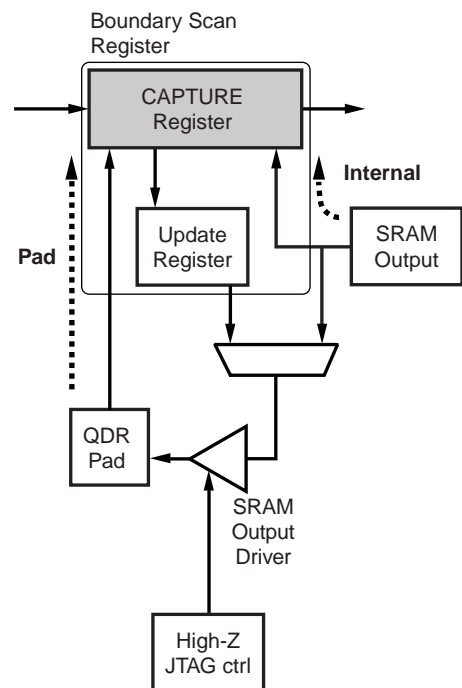 Boundary Scan
Register
CAPTURE
Register
Internal
Update
Register
SRAM
Output
Pad
QDR
Pad
SRAM
Output
Driver
High-Z
JTAG ctrl